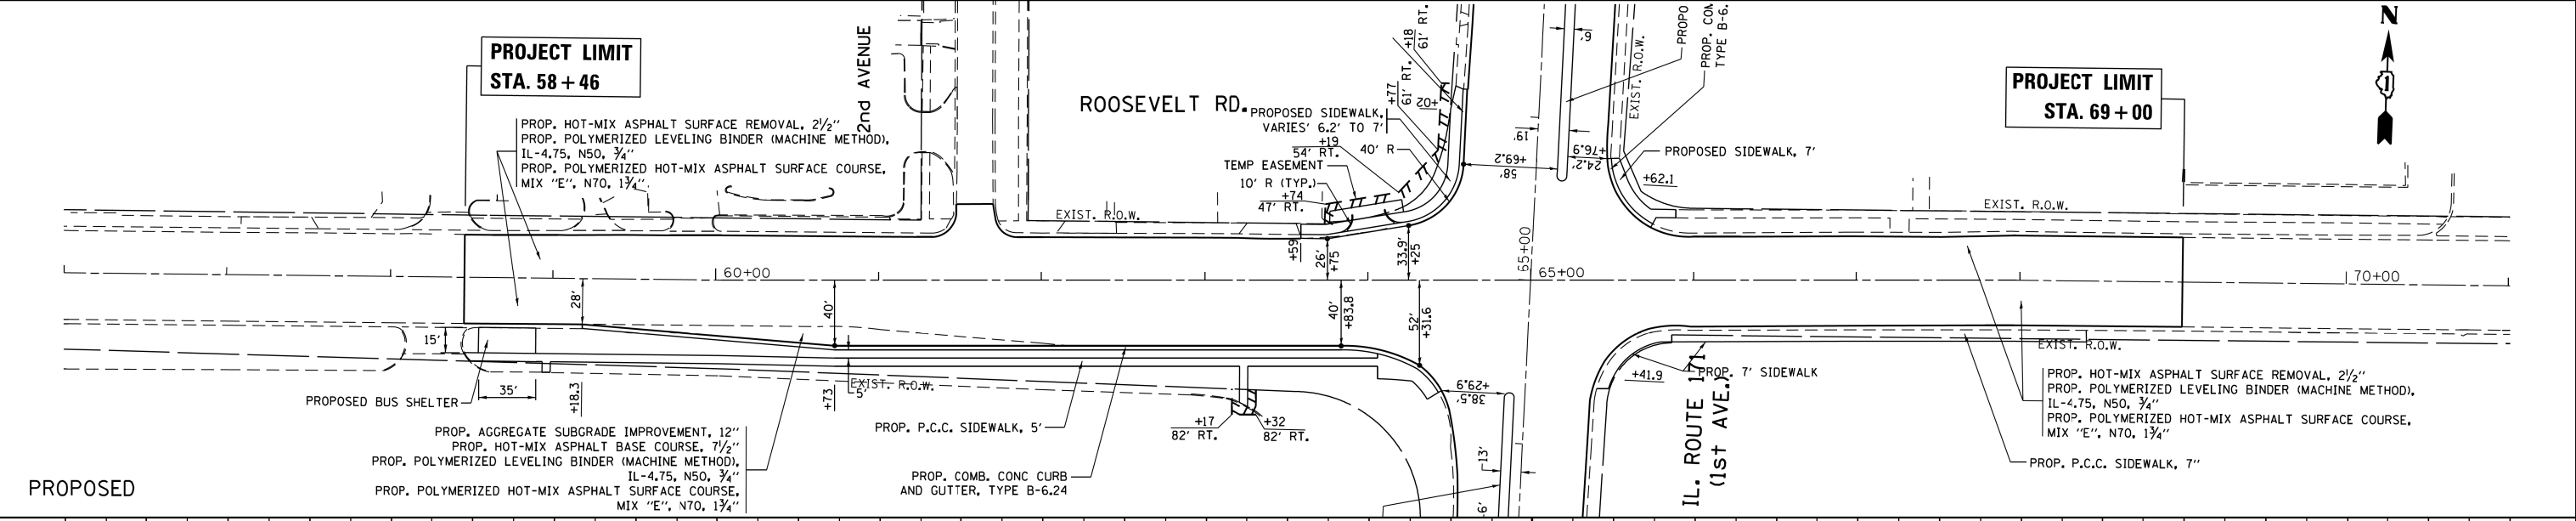 PROJECT LIMIT
STA. 58+46
PROP. HOT-MIX ASPHALT SURFACE REMOVAL, 2½"
PROP. POLYMERIZED LEVELING BINDER (MACHINE METHOD),
IL-4.75, N50, ¾"
PROP. POLYMERIZED HOT-MIX ASPHALT SURFACE COURSE,
MIX "E", N70, 1¾"
2nd AVENUE
ROOSEVELT RD.
PROPOSED SIDEWALK,
VARIES' 6.2' TO 7'
+19
54' RT.
40' R
TEMP EASEMENT
10' R (TYP.)
+74
47' RT.
+18
61' RT.
+77
61' RT.
+02
EXIST. R.O.W.
+59
26'
+75
33.9'
+25
+69.2
58'
19'
6'
+76.9
24.2'
PROPO
PROP. CON
TYPE B-6.
EXIST. R.O.W.
PROPOSED SIDEWALK, 7'
+62.1
PROJECT LIMIT
STA. 69+00
N
1
EXIST. R.O.W.
60+00
65+00
65+00
70+00
28'
40'
40'
+83.8
52'
+31.6
15'
35'
PROPOSED BUS SHELTER
+18.3
+73
5'
EXIST. R.O.W.
PROP. AGGREGATE SUBGRADE IMPROVEMENT, 12"
PROP. HOT-MIX ASPHALT BASE COURSE, 7½"
PROP. POLYMERIZED LEVELING BINDER (MACHINE METHOD),
IL-4.75, N50, ¾"
PROP. POLYMERIZED HOT-MIX ASPHALT SURFACE COURSE,
MIX "E", N70, 1¾"
PROP. P.C.C. SIDEWALK, 5'
PROP. COMB. CONC CURB
AND GUTTER, TYPE B-6.24
+17
82' RT.
+32
82' RT.
+29.9
38.5'
13'
6'
+41.9
PROP. 7' SIDEWALK
IL. ROUTE 171
(1st AVE.)
EXIST. R.O.W.
PROP. HOT-MIX ASPHALT SURFACE REMOVAL, 2½"
PROP. POLYMERIZED LEVELING BINDER (MACHINE METHOD),
IL-4.75, N50, ¾"
PROP. POLYMERIZED HOT-MIX ASPHALT SURFACE COURSE,
MIX "E", N70, 1¾"
PROP. P.C.C. SIDEWALK, 7"
PROPOSED